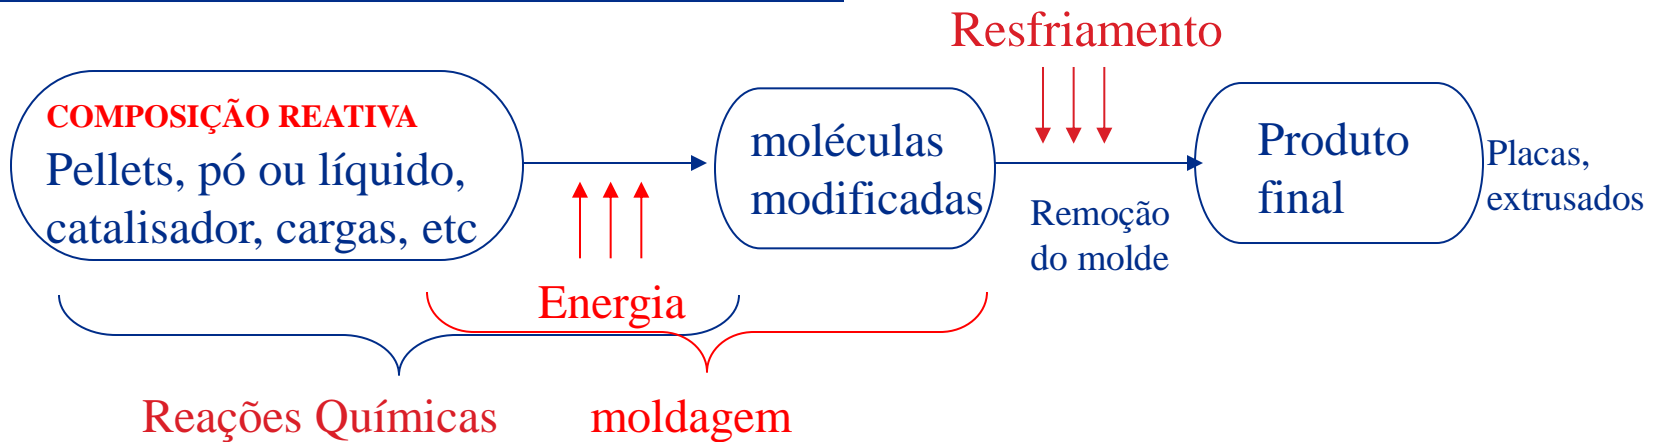 Resfriamento
COMPOSIÇÃO REATIVA
Pellets, pó ou líquido,
catalisador, cargas, etc
moléculas
modificadas
Produto
final
Placas,
extrusados
Remoção
do molde
Energia
Reações Químicas
moldagem